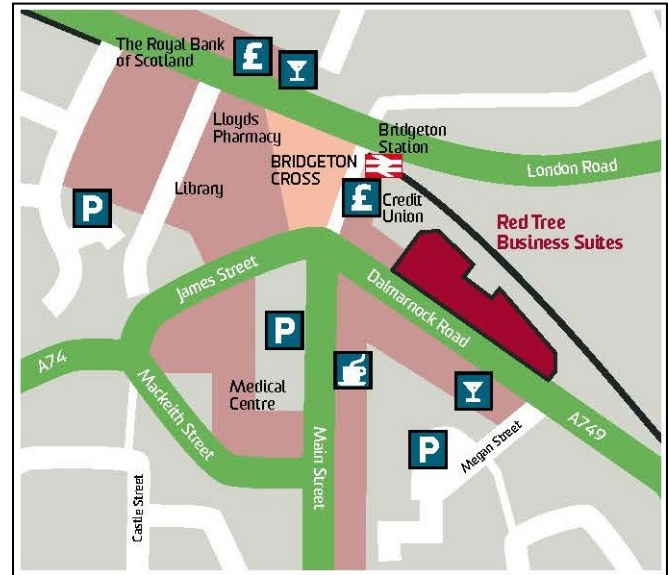 The Royal Bank
of Scotland
£
Lloyds
Pharmacy
Bridgeton
Station
BRIDGETON
CROSS
London Road
Library
£
Credit
Union
P
Red Tree
Business Suites
James Street
Dalmarnock Road
P
A74
Medical
Centre
Mackeith Street
Main Street
A749
P
Megan Street
Castle Street